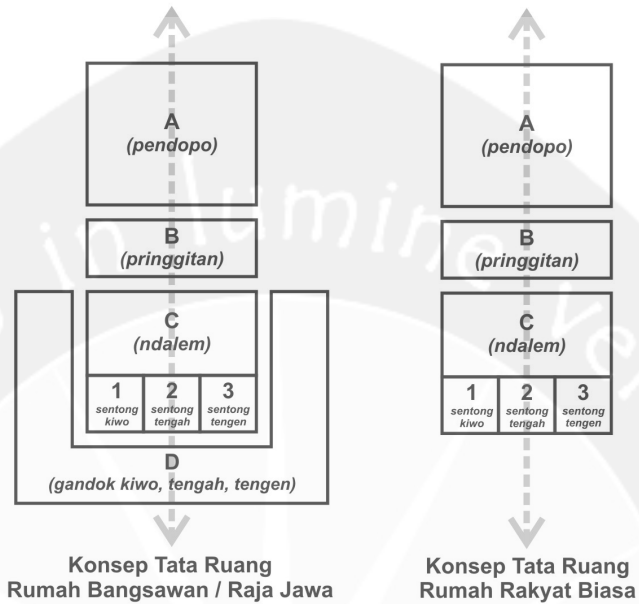 A
(pendopo)
B
(pringgitan)
C
(ndalem)
1
sentong
kiwo
2
sentong
tengah
3
sentong
tengen
D
(gandok kiwo, tengah, tengen)
Konsep Tata Ruang
Rumah Bangsawan / Raja Jawa
A
(pendopo)
B
(pringgitan)
C
(ndalem)
1
sentong
kiwo
2
sentong
tengah
3
sentong
tengen
Konsep Tata Ruang
Rumah Rakyat Biasa
in lumine